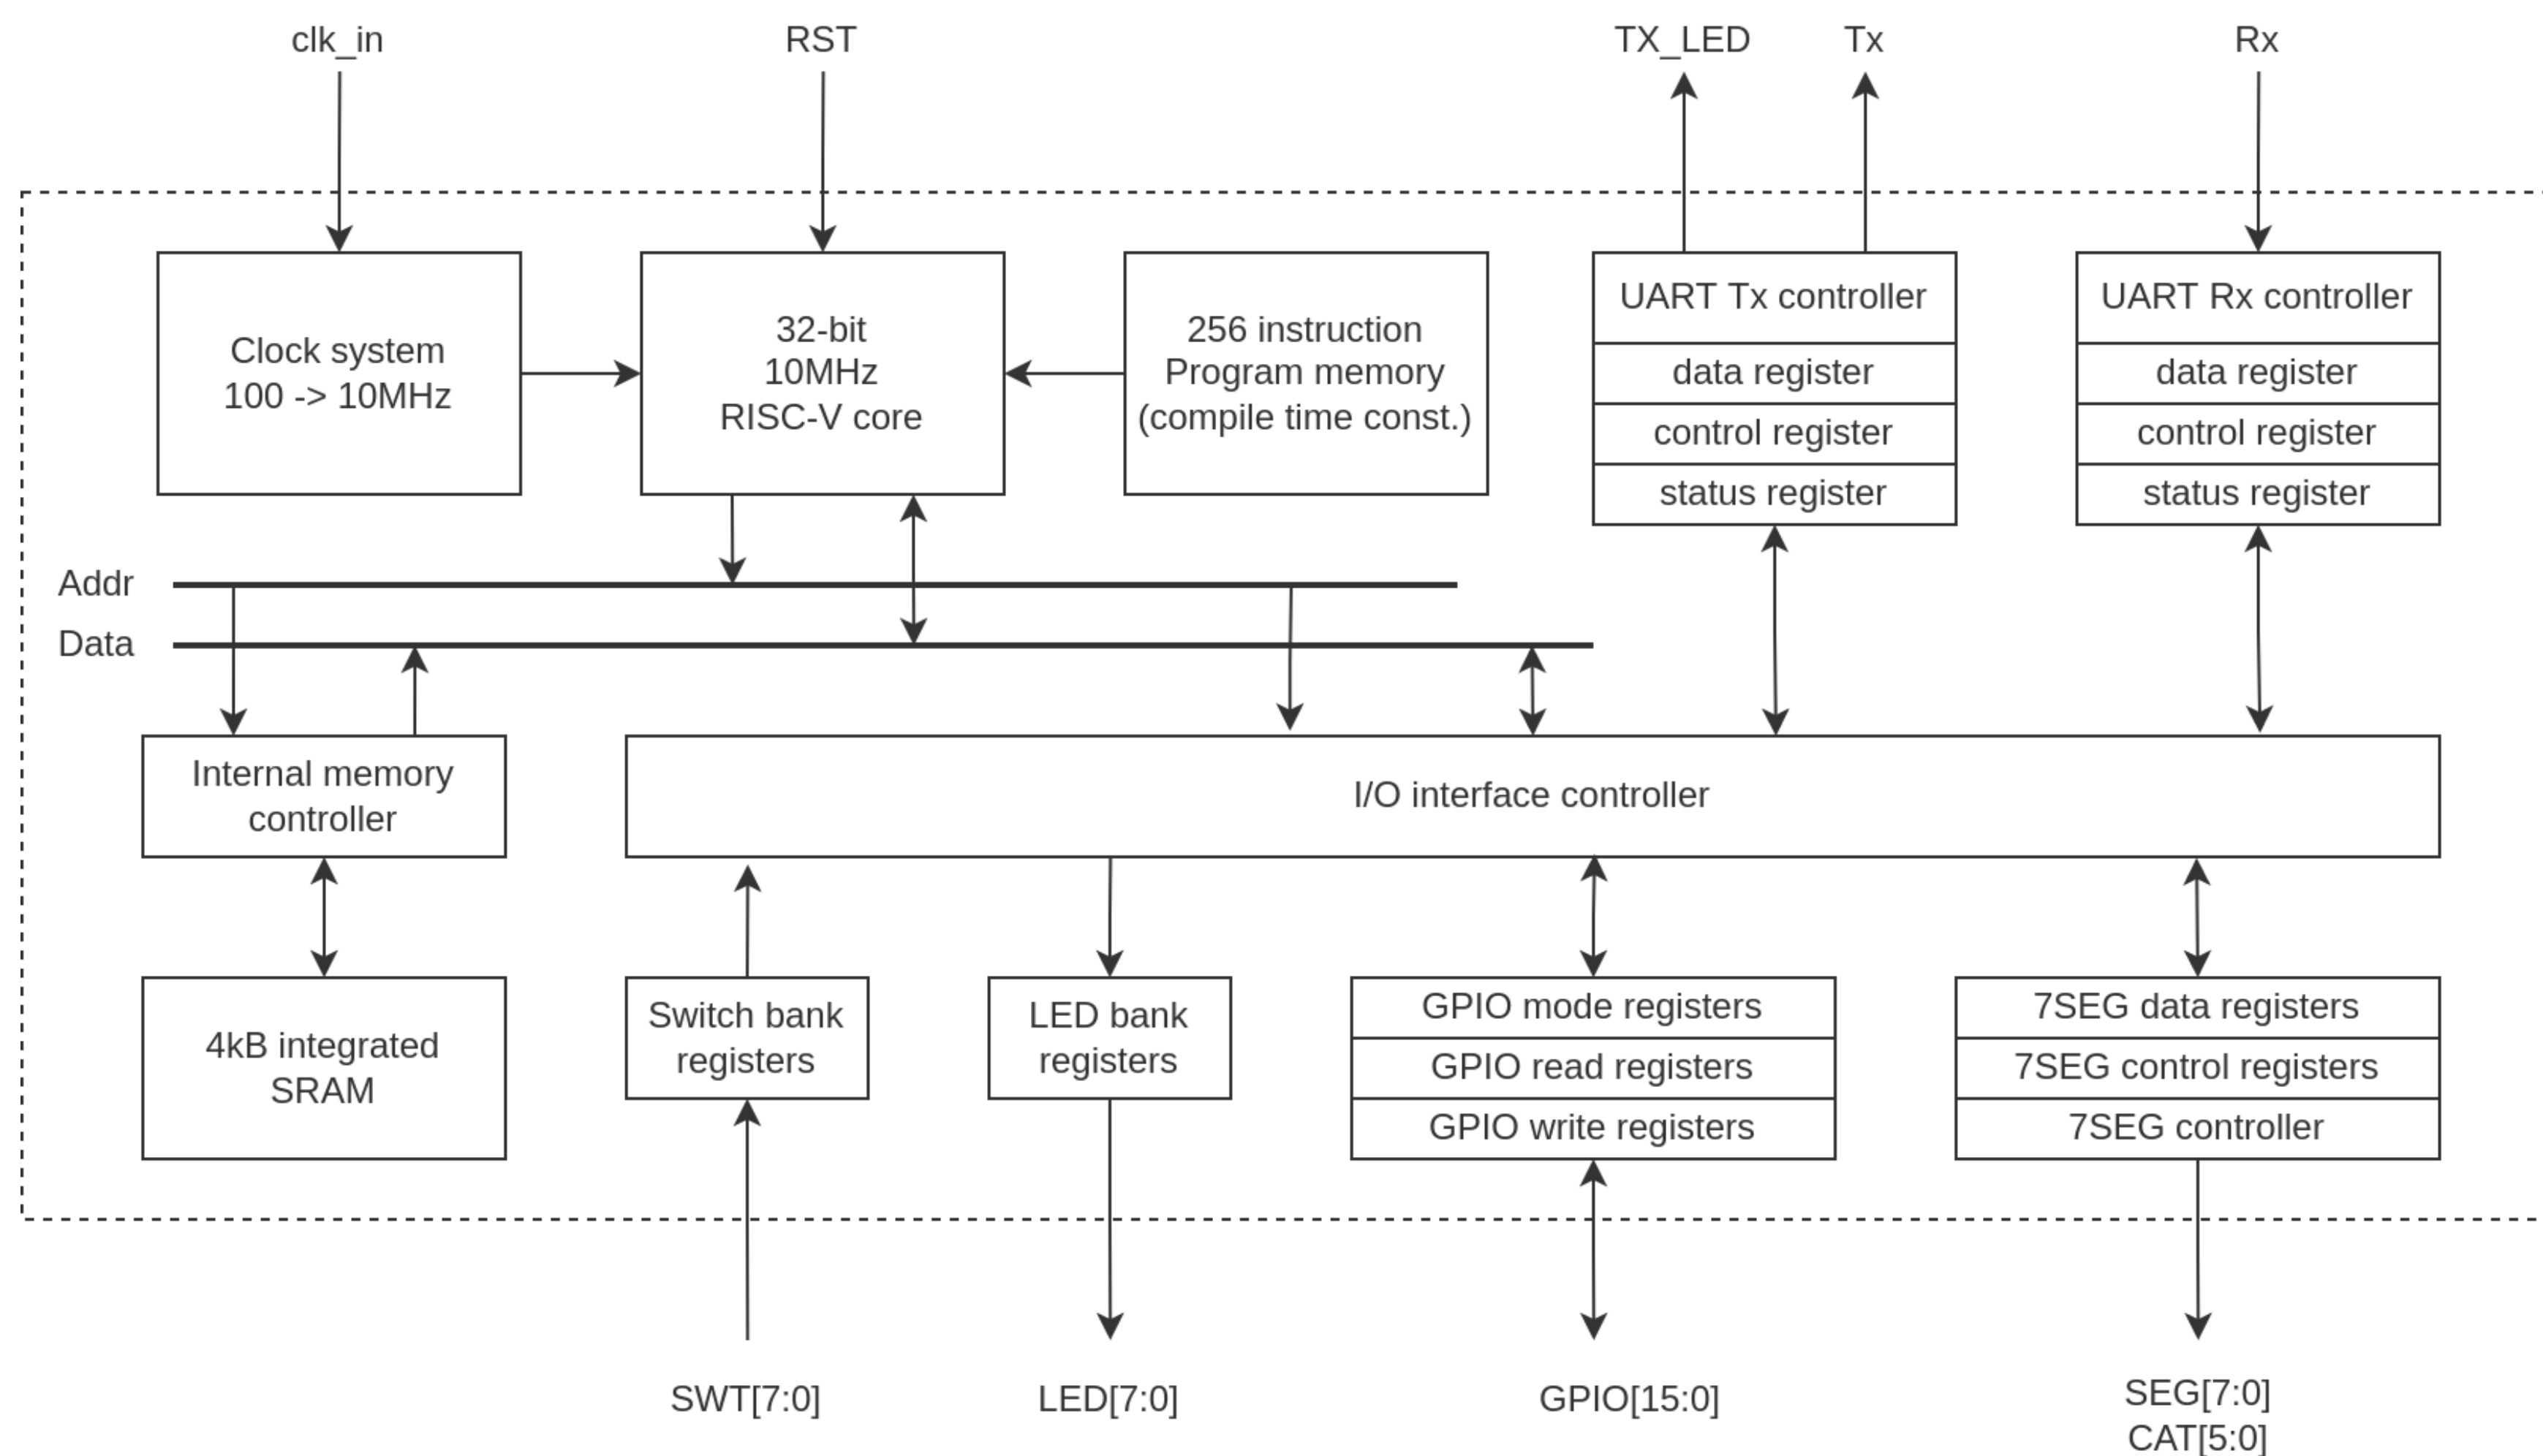 clk_in
RST
TX_LED
Tx
Rx
Clock system
100 -> 10MHz
32-bit
10MHz
RISC-V core
256 instruction
Program memory
(compile time const.)
UART Tx controller
data register
control register
status register
UART Rx controller
data register
control register
status register
Addr
Data
Internal memory
controller
I/O interface controller
4kB integrated
SRAM
Switch bank
registers
LED bank
registers
GPIO mode registers
GPIO read registers
GPIO write registers
7SEG data registers
7SEG control registers
7SEG controller
SWT[7:0]
LED[7:0]
GPIO[15:0]
SEG[7:0]
CAT[5:0]